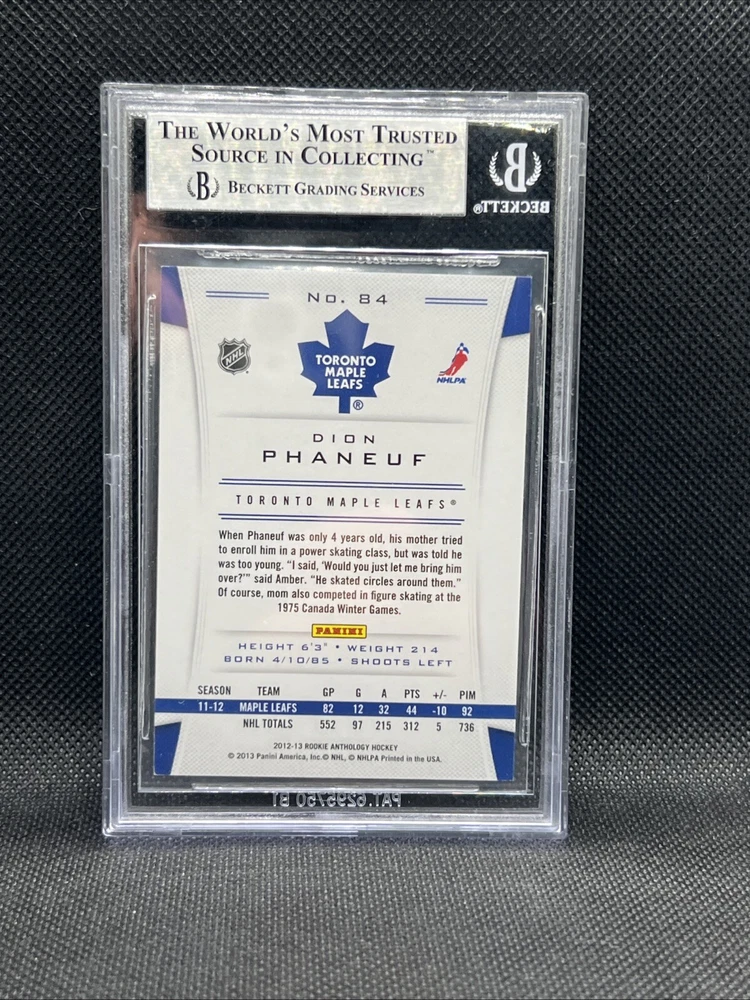 THE WORLD'S MOST TRUSTED
SOURCE IN COLLECTING™
B BECKETT GRADING SERVICES
B
BECKETT®
No. 84
NHL
TORONTO
MAPLE
LEAFS
®
NHLPA
DION
PHANEUF
TORONTO MAPLE LEAFS®
When Phaneuf was only 4 years old, his mother tried
to enroll him in a power skating class, but was told he
was too young. "I said, 'Would you just let me bring him
over?'" said Amber. "He skated circles around them."
Of course, mom also competed in figure skating at the
1975 Canada Winter Games.
PANINI
HEIGHT 6'3" • WEIGHT 214
BORN 4/10/85 • SHOOTS LEFT
SEASON TEAM GP G A PTS +/- PIM
11-12 MAPLE LEAFS 82 12 32 44 -10 92
NHL TOTALS 552 97 215 312 5 736
2012-13 ROOKIE ANTHOLOGY HOCKEY
© 2013 Panini America, Inc. © NHL, © NHLPA Printed in the USA.
PAT. 6295750 B1